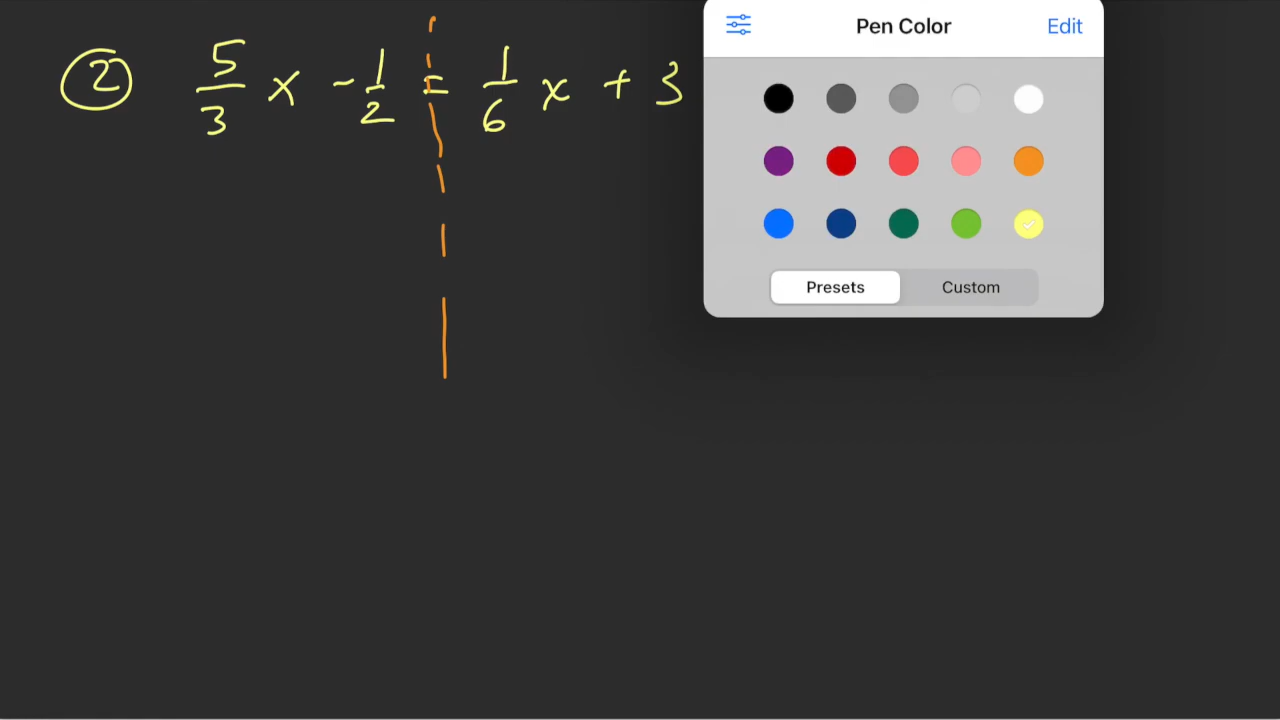 ② 5/3 x - 1/2 = 1/6 x + 3
Pen Color
Edit
Presets
Custom